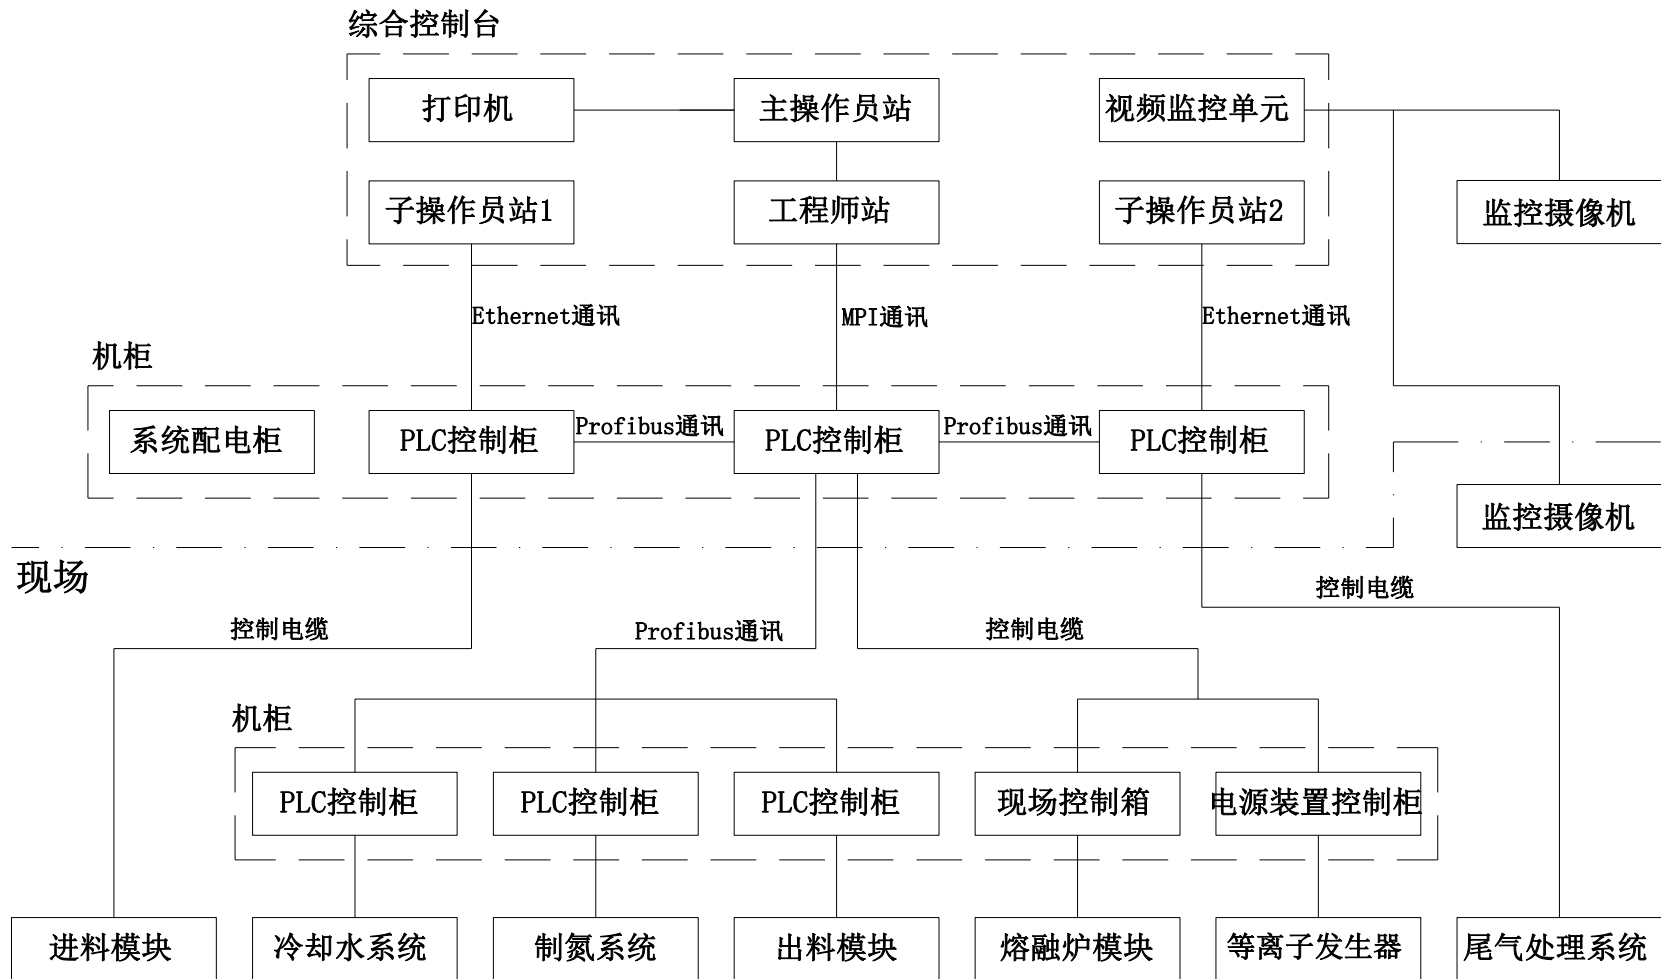 综合控制台
打印机
主操作员站
视频监控单元
子操作员站1
工程师站
子操作员站2
监控摄像机
Ethernet通讯
MPI通讯
Ethernet通讯
机柜
系统配电柜
PLC控制柜
Profibus通讯
PLC控制柜
Profibus通讯
PLC控制柜
监控摄像机
现场
控制电缆
控制电缆
Profibus通讯
控制电缆
机柜
PLC控制柜
PLC控制柜
PLC控制柜
现场控制箱
电源装置控制柜
进料模块
冷却水系统
制氮系统
出料模块
熔融炉模块
等离子发生器
尾气处理系统